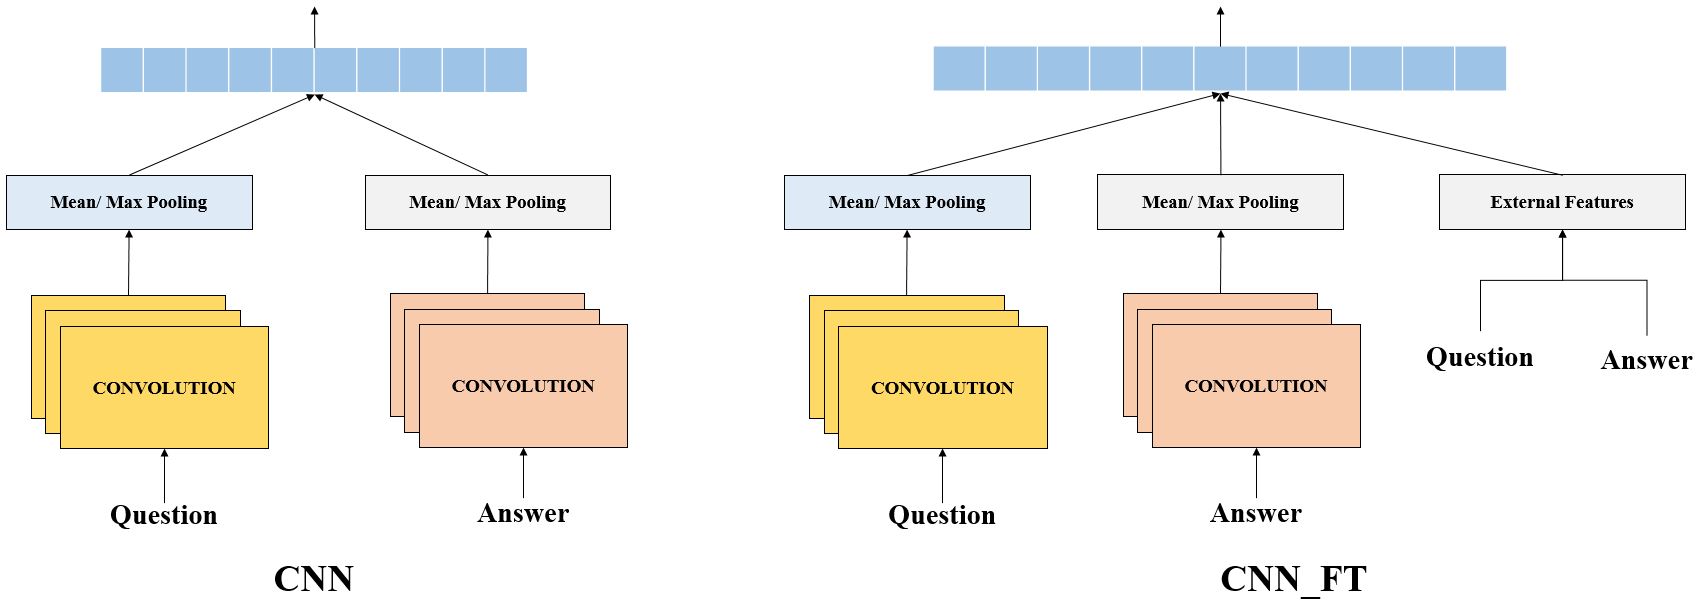 Mean/ Max Pooling
Mean/ Max Pooling
CONVOLUTION
CONVOLUTION
Question
Answer
CNN
Mean/ Max Pooling
Mean/ Max Pooling
External Features
CONVOLUTION
CONVOLUTION
Question
Answer
Question
Answer
CNN_FT